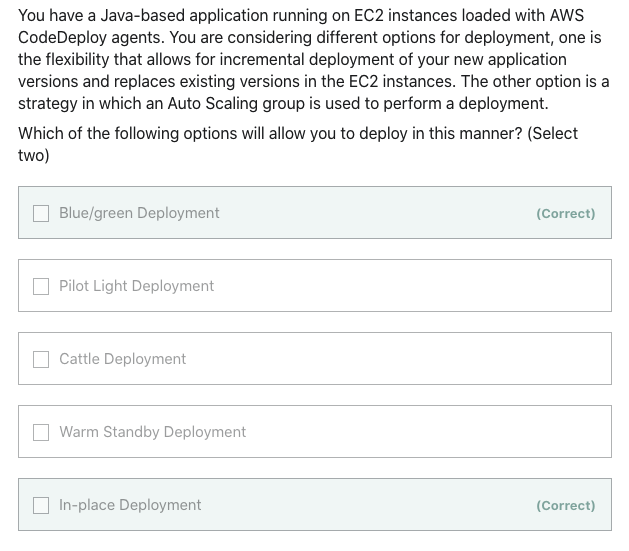 You have a Java-based application running on EC2 instances loaded with AWS
CodeDeploy agents. You are considering different options for deployment, one is
the flexibility that allows for incremental deployment of your new application
versions and replaces existing versions in the EC2 instances. The other option is a
strategy in which an Auto Scaling group is used to perform a deployment.
Which of the following options will allow you to deploy in this manner? (Select
two)
Blue/green Deployment (Correct)
Pilot Light Deployment
Cattle Deployment
Warm Standby Deployment
In-place Deployment (Correct)